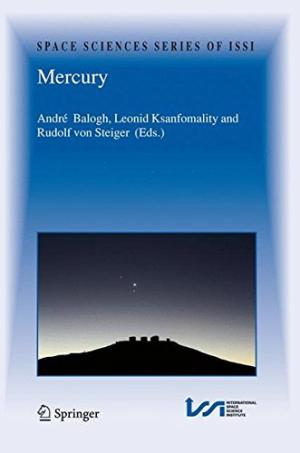 SPACE SCIENCES SERIES OF ISSI
Mercury
André Balogh, Leonid Ksanfomality and
Rudolf von Steiger (Eds.)
Springer
ISSI
INTERNATIONAL
SPACE
SCIENCE
INSTITUTE